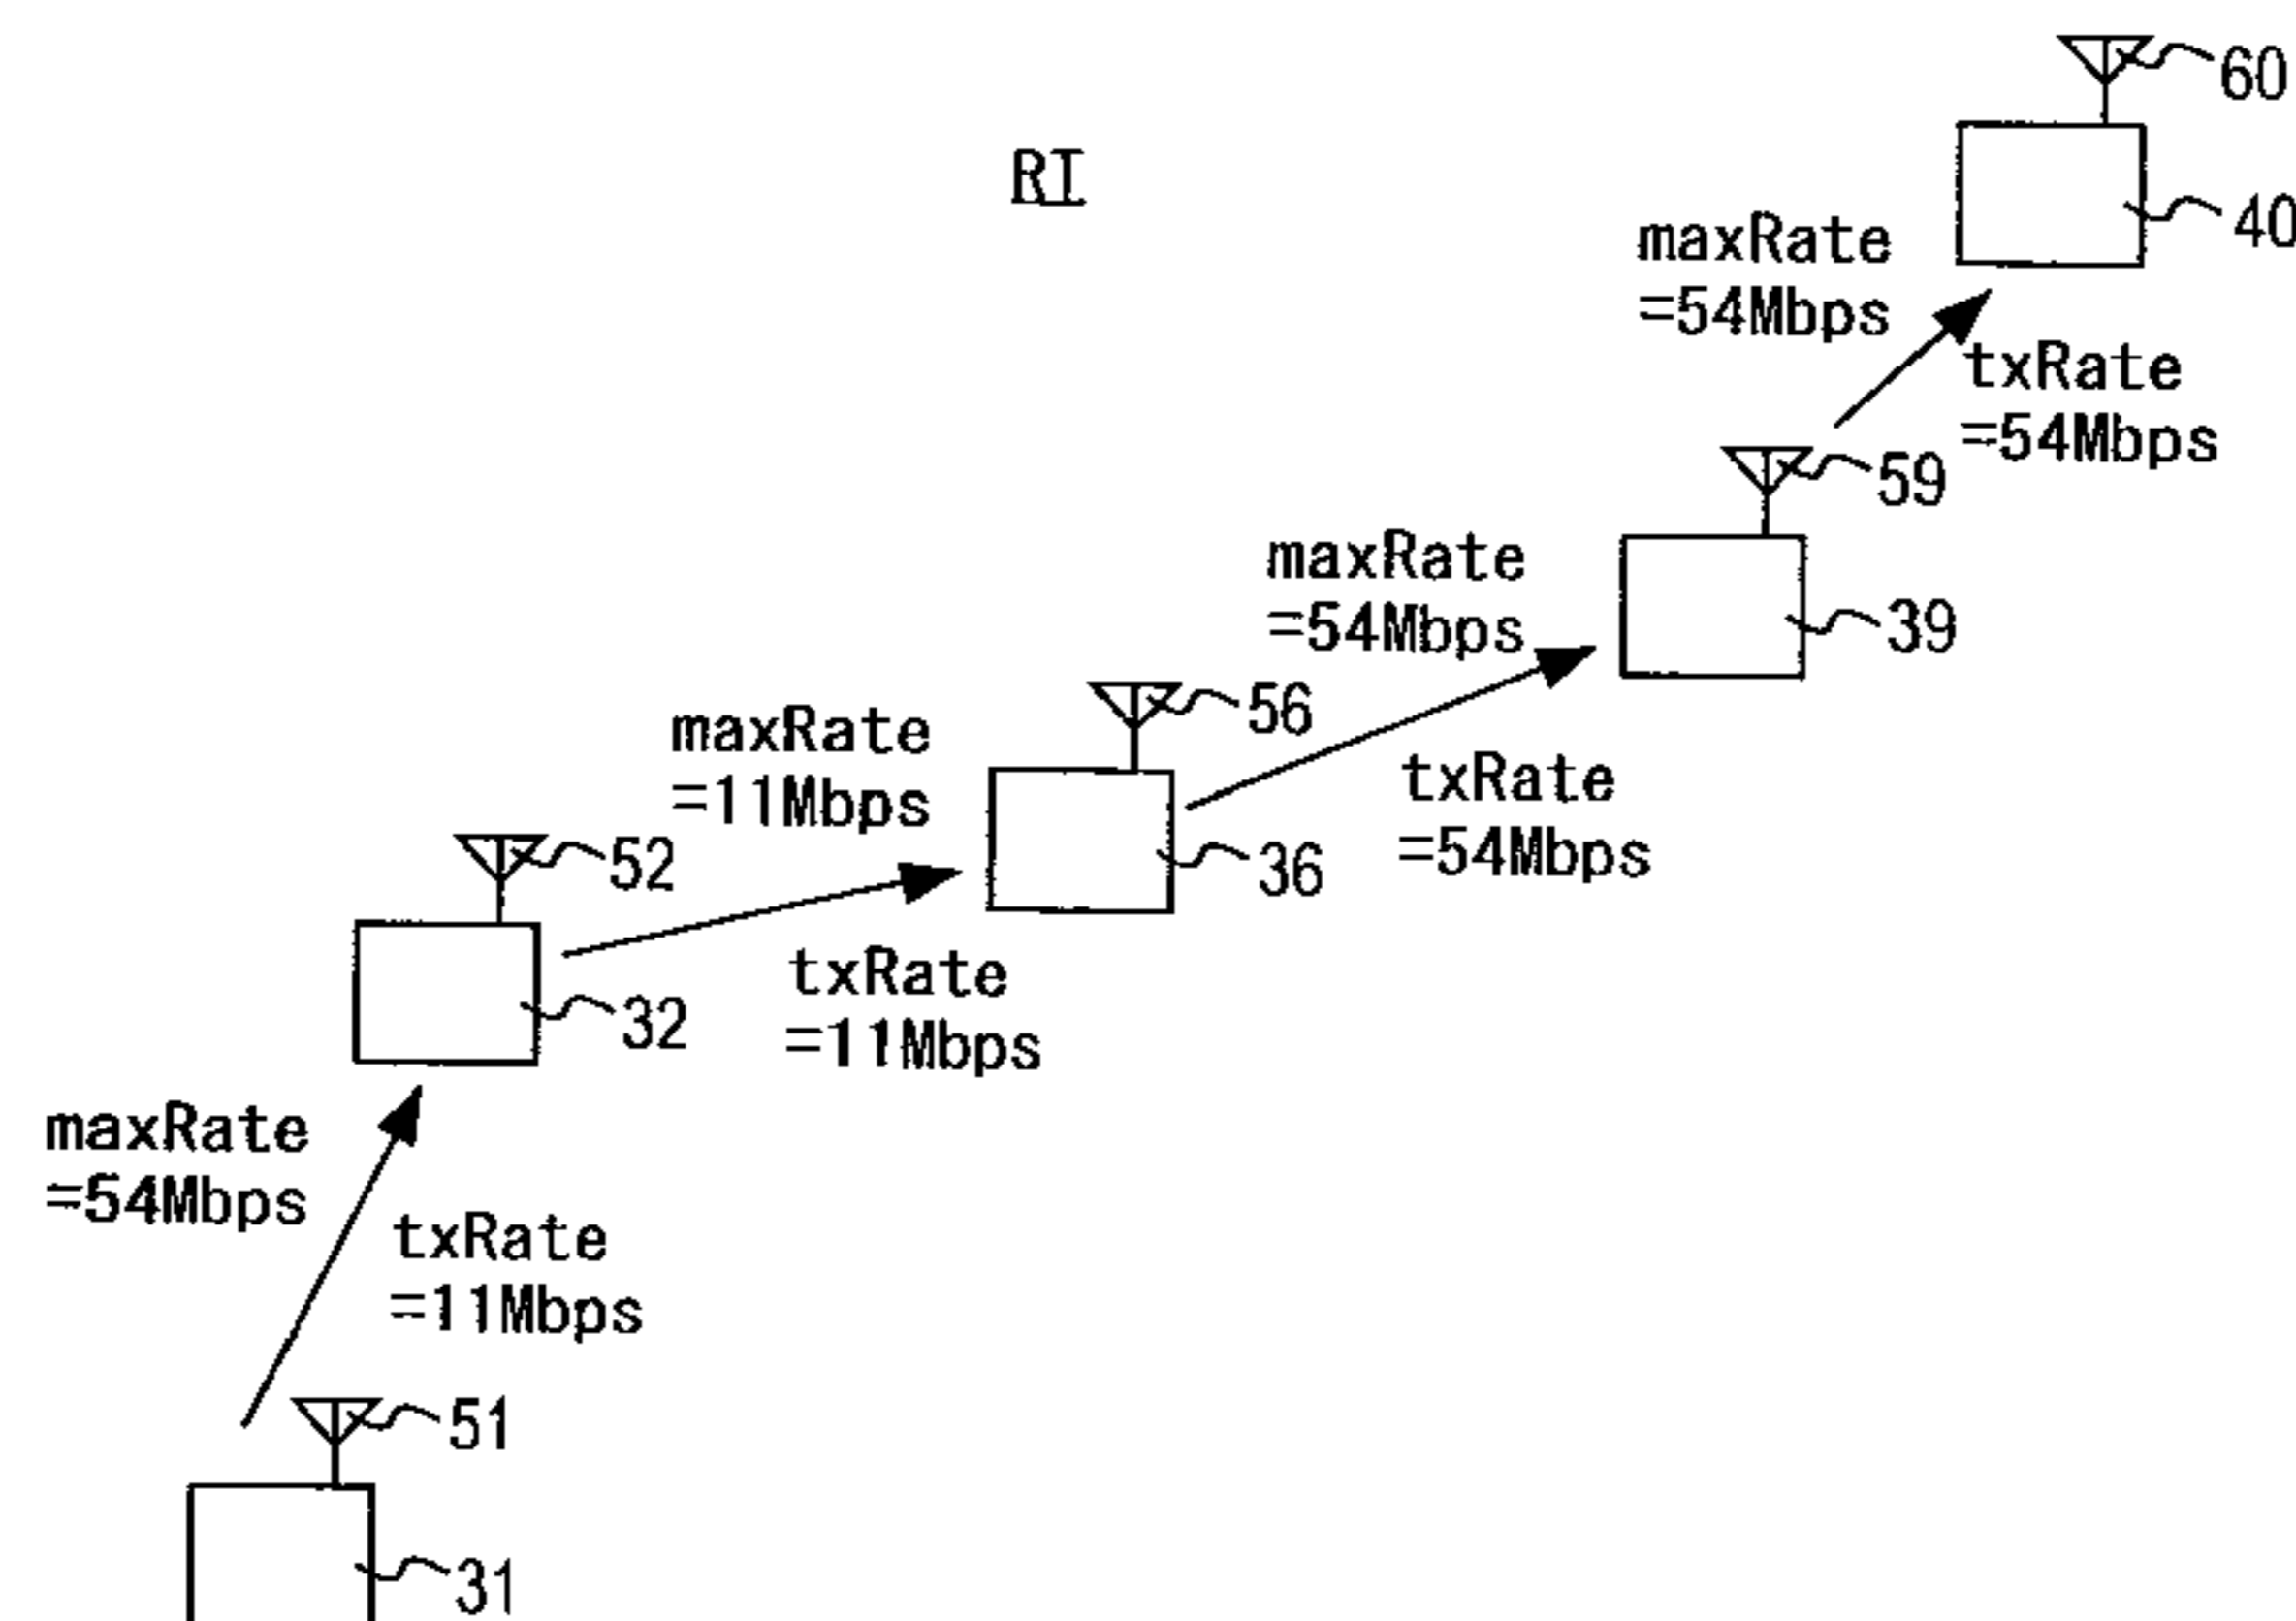 60
RI
40
maxRate
=54Mbps
txRate
=54Mbps
59
maxRate
=54Mbps
39
56
maxRate
=11Mbps
txRate
=54Mbps
52
36
txRate
=11Mbps
32
maxRate
=54Mbps
txRate
=11Mbps
51
31